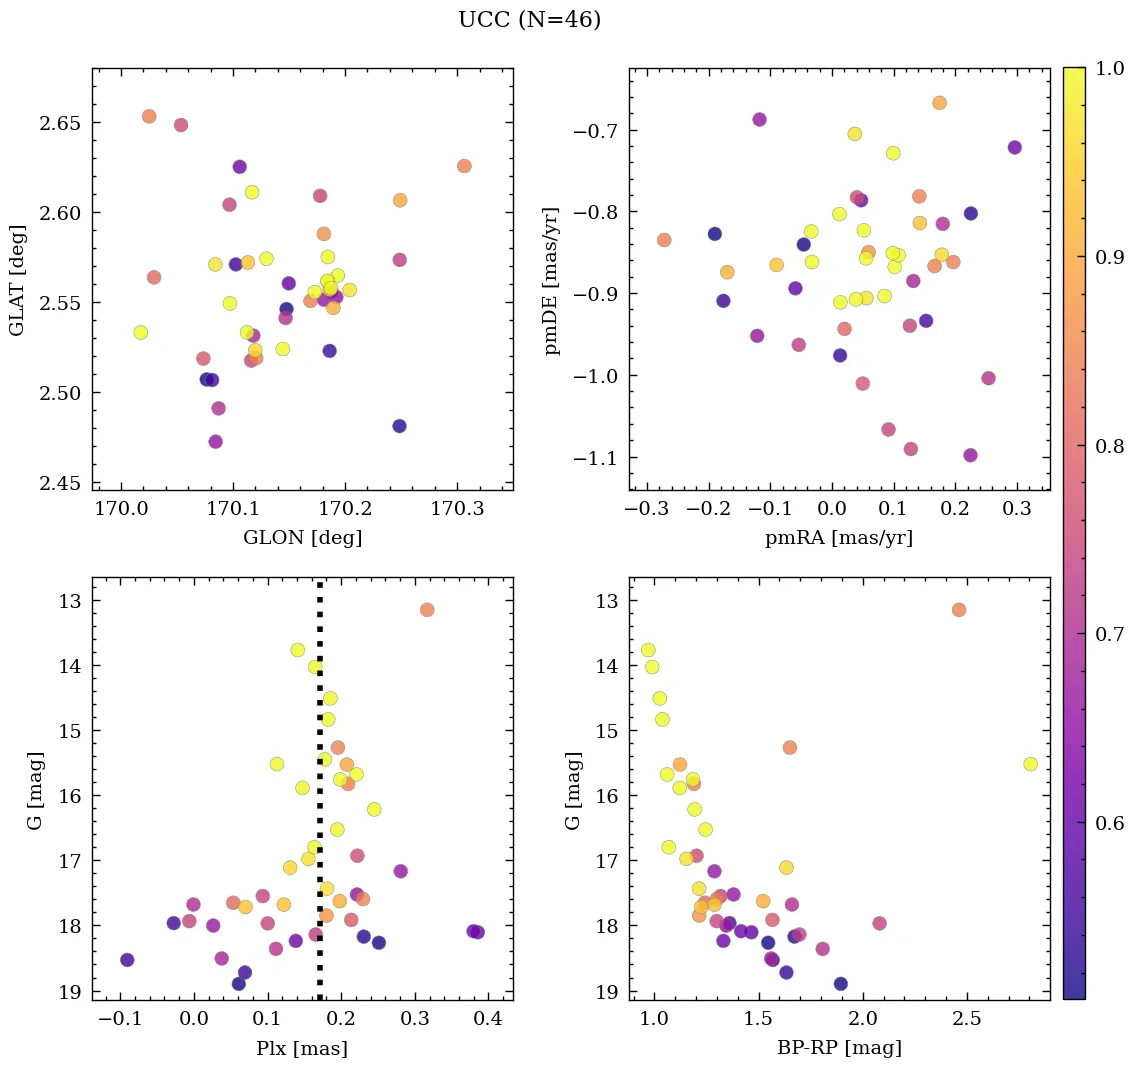 UCC (N=46)
2.65
2.60
2.55
2.50
2.45
GLAT [deg]
170.0 170.1 170.2 170.3
GLON [deg]
−0.7
−0.8
−0.9
−1.0
−1.1
pmDE [mas/yr]
−0.3 −0.2 −0.1 0.0 0.1 0.2 0.3
pmRA [mas/yr]
13
14
15
16
17
18
19
G [mag]
−0.1 0.0 0.1 0.2 0.3 0.4
Plx [mas]
13
14
15
16
17
18
19
G [mag]
1.0 1.5 2.0 2.5
BP-RP [mag]
1.0
0.9
0.8
0.7
0.6